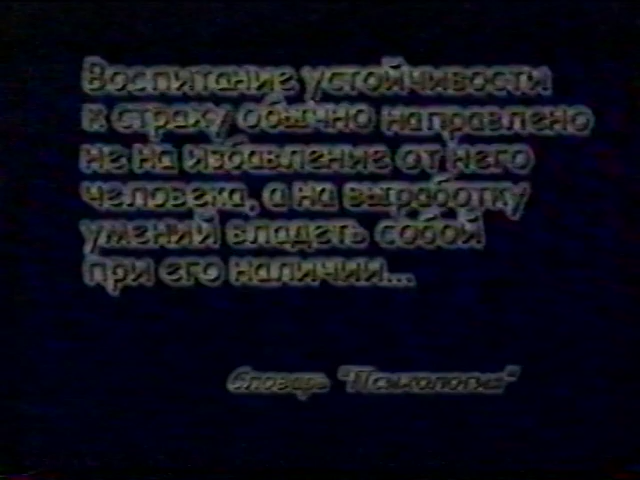 Воспитание устойчивости
к страху обычно направлено
не на избавление от него
человека, а на выработку
умений владеть собой
при его наличии...
Словарь "Психология"